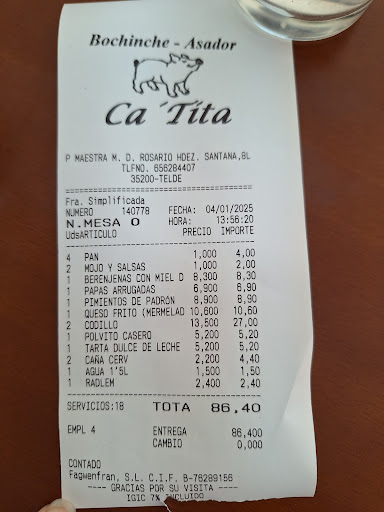 Bochinche - Asador
Ca´Tita
P MAESTRA M. D. ROSARIO HDEZ. SANTANA,8L
TLFNO. 656284407
35200-TELDE
Fra. Simplificada
NUMERO 140778 FECHA: 04/01/2025
N.MESA 0 HORA: 13:56:20
UdsARTICULO PRECIO IMPORTE
4 PAN 1,000 4,00
2 MOJO Y SALSAS 1,000 2,00
1 BERENJENAS CON MIEL D 8,300 8,30
1 PAPAS ARRUGADAS 6,900 6,90
1 PIMIENTOS DE PADRÓN 8,900 8,90
1 QUESO FRITO (MERMELAD 10,600 10,60
2 CODILLO 13,500 27,00
1 POLVITO CASERO 5,200 5,20
1 TARTA DULCE DE LECHE 5,200 5,20
2 CAÑA CERV 2,200 4,40
1 AGUA 1'5L 1,50 1,50
1 RADLEM 2,400 2,40
SERVICIOS:18 TOTA 86,40
EMPL 4 ENTREGA 86,400
CAMBIO 0,000
CONTADO
Fagwenfran, S.L. C.I.F. B-76289156
---- GRACIAS POR SU VISITA ----
IGIC 7% INCLUIDO